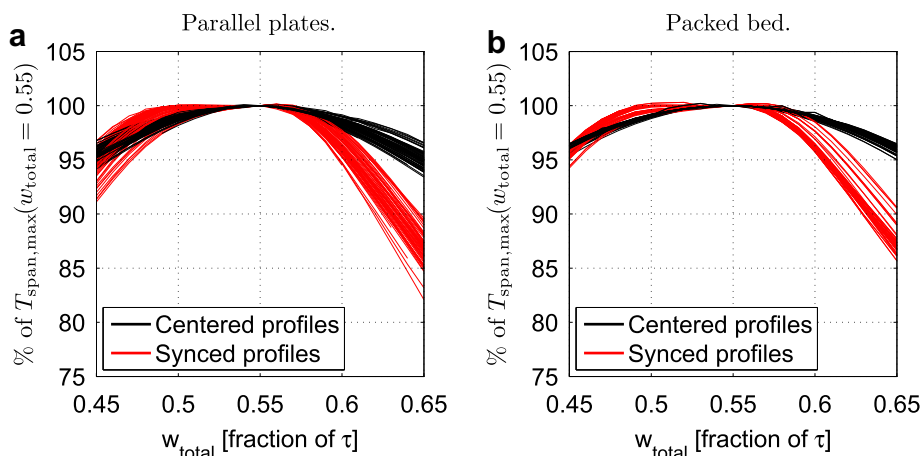 a
Parallel plates.
% of T_span,max(w_total = 0.55)
105
100
95
90
85
80
75
Centered profiles
Synced profiles
0.45 0.5 0.55 0.6 0.65
w_total [fraction of τ]
b
Packed bed.
% of T_span,max(w_total = 0.55)
105
100
95
90
85
80
75
Centered profiles
Synced profiles
0.45 0.5 0.55 0.6 0.65
w_total [fraction of τ]